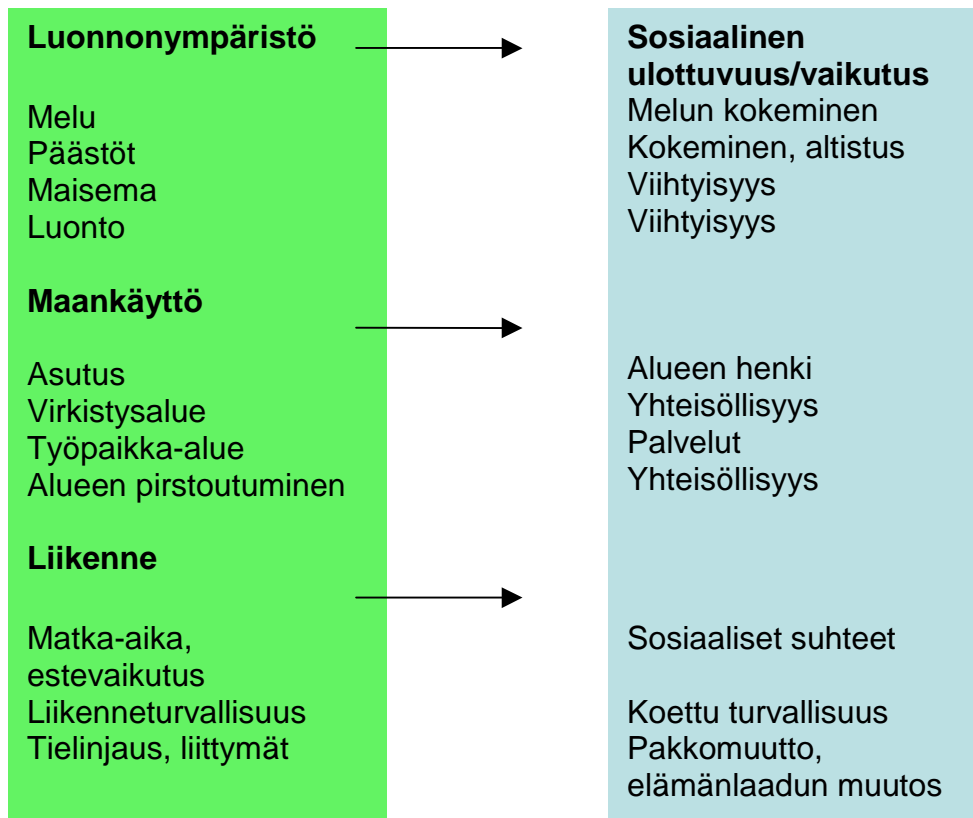 Luonnonympäristö
Melu
Päästöt
Maisema
Luonto
Maankäyttö
Asutus
Virkistysalue
Työpaikka-alue
Alueen pirstoutuminen
Liikenne
Matka-aika,
estevaikutus
Liikenneturvallisuus
Tielinjaus, liittymät
Sosiaalinen
ulottuvuus/vaikutus
Melun kokeminen
Kokeminen, altistus
Viihtyisyys
Viihtyisyys
Alueen henki
Yhteisöllisyys
Palvelut
Yhteisöllisyys
Sosiaaliset suhteet
Koettu turvallisuus
Pakkomuutto,
elämänlaadun muutos